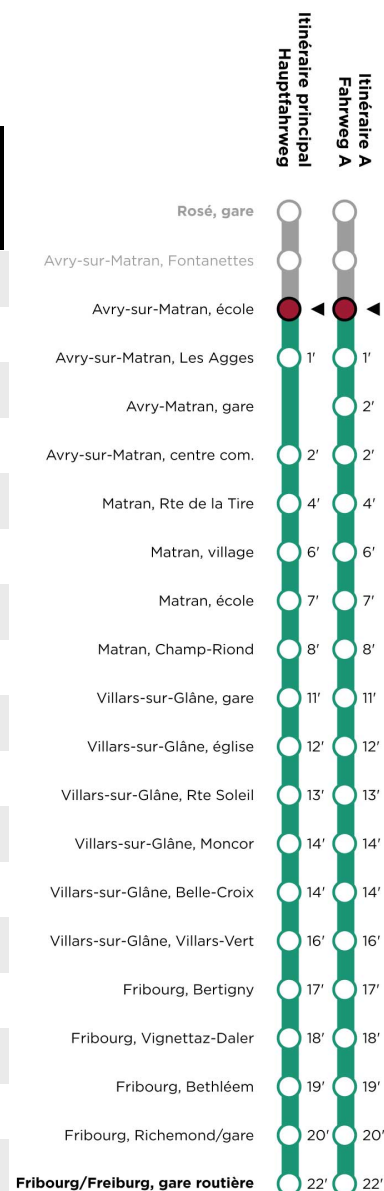 Itinéraire principal
Hauptfahrweg
Itinéraire A
Fahrweg A
Rosé, gare
Avry-sur-Matran, Fontanettes
Avry-sur-Matran, école ◄ ◄
Avry-sur-Matran, Les Agges 1' 1'
Avry-Matran, gare 2'
Avry-sur-Matran, centre com. 2' 2'
Matran, Rte de la Tire 4' 4'
Matran, village 6' 6'
Matran, école 7' 7'
Matran, Champ-Riond 8' 8'
Villars-sur-Glâne, gare 11' 11'
Villars-sur-Glâne, église 12' 12'
Villars-sur-Glâne, Rte Soleil 13' 13'
Villars-sur-Glâne, Moncor 14' 14'
Villars-sur-Glâne, Belle-Croix 14' 14'
Villars-sur-Glâne, Villars-Vert 16' 16'
Fribourg, Bertigny 17' 17'
Fribourg, Vignettaz-Daler 18' 18'
Fribourg, Bethléem 19' 19'
Fribourg, Richemond/gare 20' 20'
Fribourg/Freiburg, gare routière 22' 22'